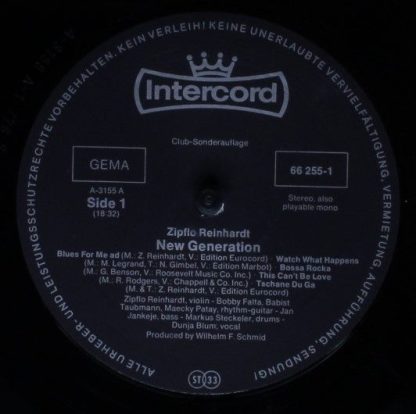 ALLE URHEBER- UND LEISTUNGSSCHUTZRECHTE VORBEHALTEN. KEIN VERLEIH! KEINE UNERLAUBTE VERVIELFÄLTIGUNG, VERMIETUNG, AUFFÜHRUNG, SENDUNG!
Intercord
Club-Sonderauflage
GEMA
66 255-1
A-3155 A
Side 1
(18'32)
Stereo, also
playable mono
Zipflo Reinhardt
New Generation
Blues For Me ad (M.: Z. Reinhardt, V.: Edition Eurocord) · Watch What Happens
(M.: M. Legrand, T.: N. Gimbel, V.: Edition Marbot) · Bossa Rocka
(M.: G. Benson, V.: Roosevelt Music Co. Inc.) · This Can't Be Love
(M.: R. Rodgers, V.: Chappell & Co. Inc.) · Tachane Du Ga
(M. & T.: Z. Reinhardt, V.: Edition Eurocord)
Zipflo Reinhardt, violin - Bobby Falta, Babist
Taubmann, Maecky Patay, rhythm-guitar - Jan
Jankeje, bass - Markus Steckeler, drums -
Dunja Blum, vocal
Produced by Wilhelm F. Schmid
ST 33